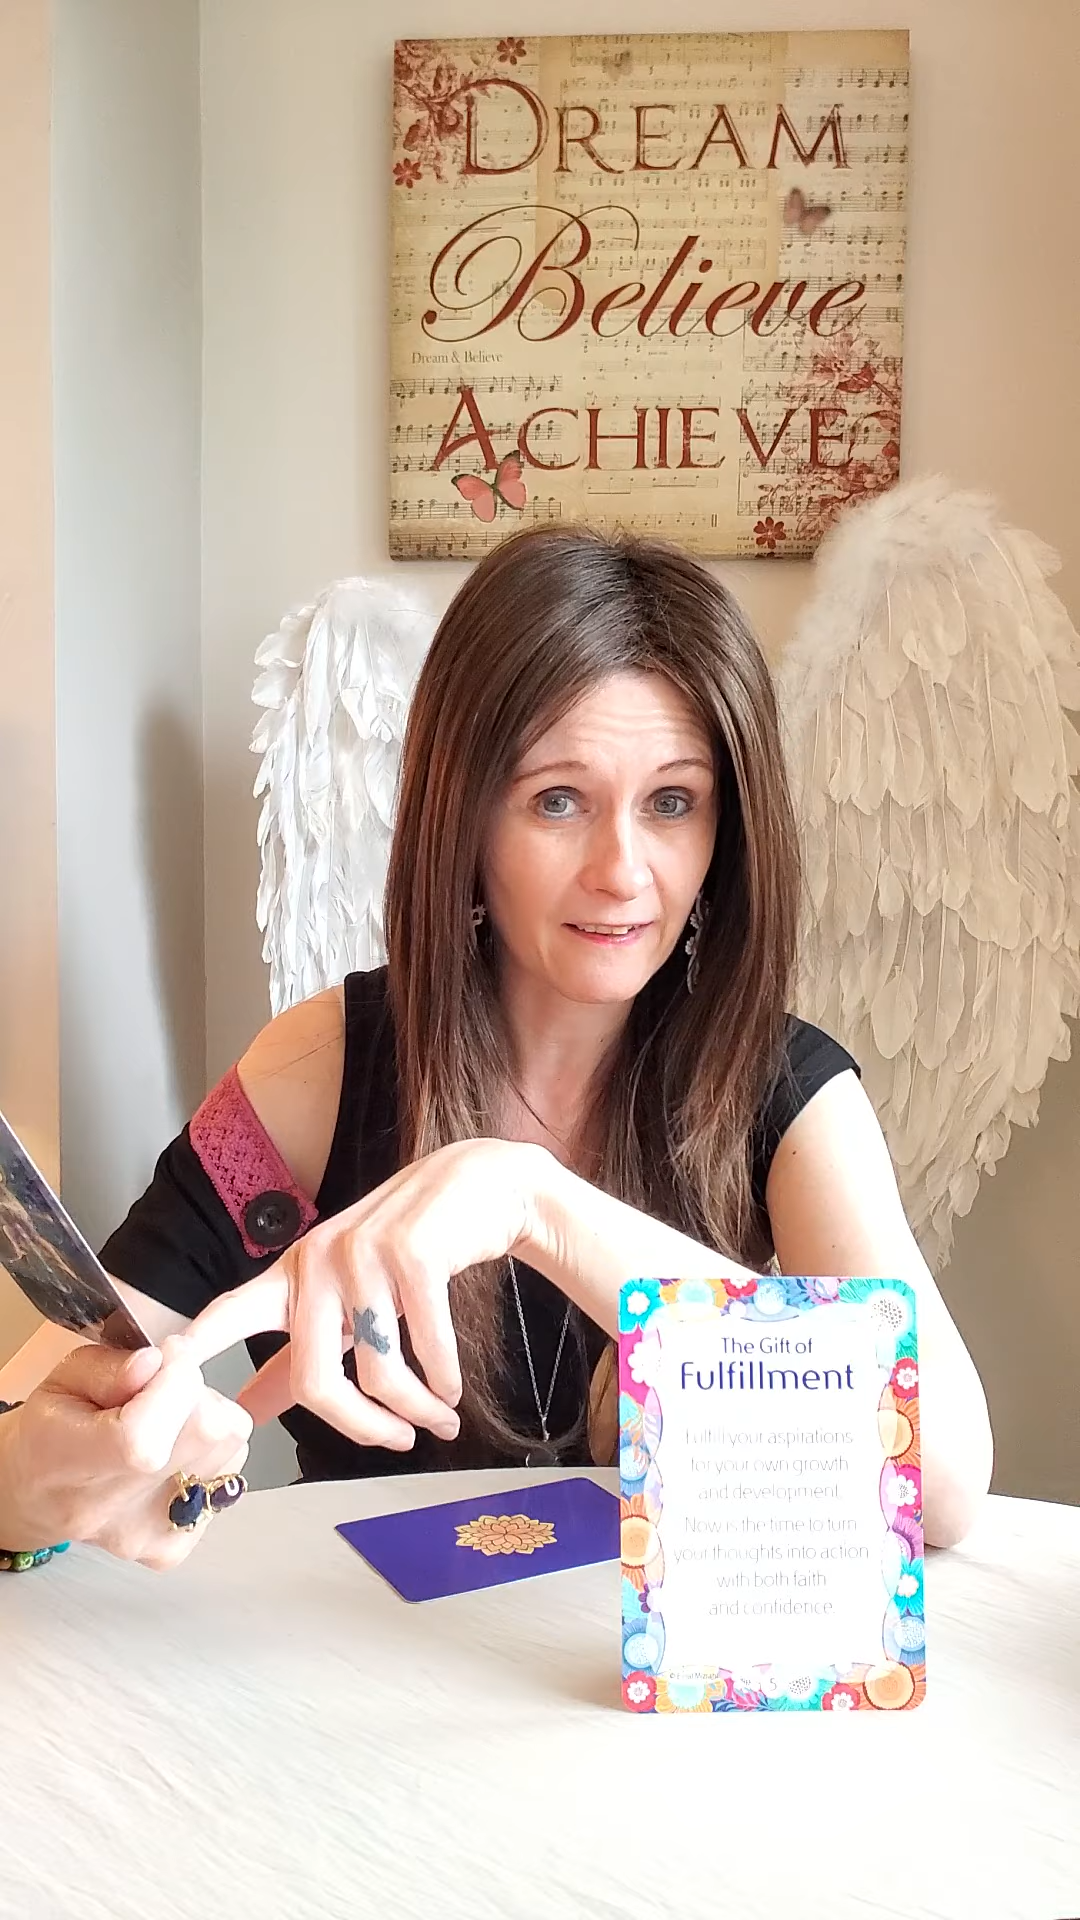 DREAM
Believe
Dream & Believe
ACHIEVE
The Gift of
Fulfillment
Fulfill your aspirations
for your own growth
and development.
Now is the time to turn
your thoughts into action
with both faith
and confidence.
5